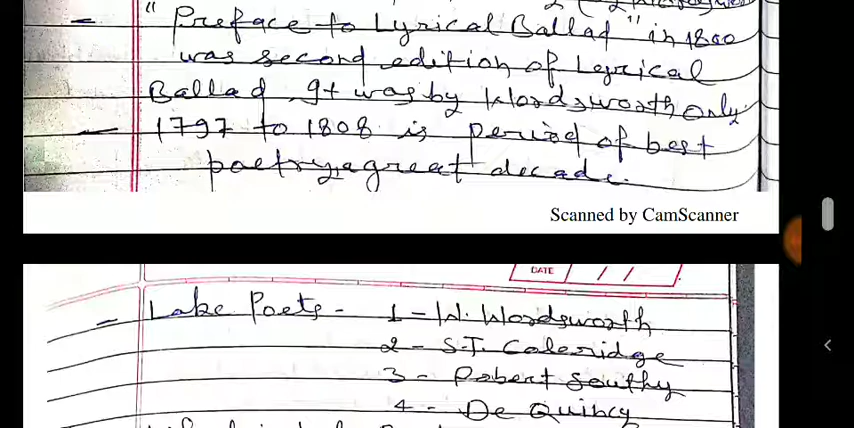 - "Preface to Lyrical Ballad" in 1800
was second edition of Lyrical
Ballad. It was by Wordsworth only.
- 1797 to 1808 is period of best
poetry, a great decade.
Scanned by CamScanner
DATE / /
- Lake Poets - 1 - W. Wordsworth
2 - S.T. Coleridge
3 - Robert Southy
4 - De Quincy